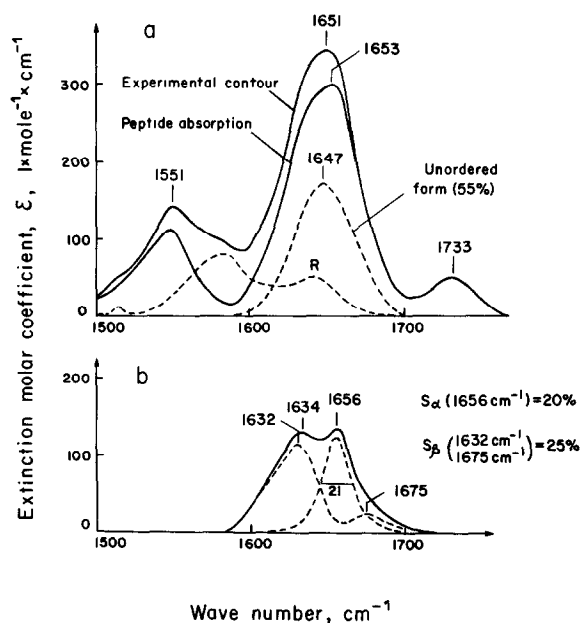 a
1651
1653
Experimental contour
Peptide absorption
1551
1647
Unordered
form (55%)
R
1733
300
200
100
0
1500
1600
1700
Extinction molar coefficient, ε, l×mole⁻¹×cm⁻¹
b
1632
1634
1656
21
1675
Sα (1656 cm⁻¹) = 20%
Sβ (1632 cm⁻¹
1675 cm⁻¹) = 25%
200
100
0
1500
1600
1700
Wave number, cm⁻¹